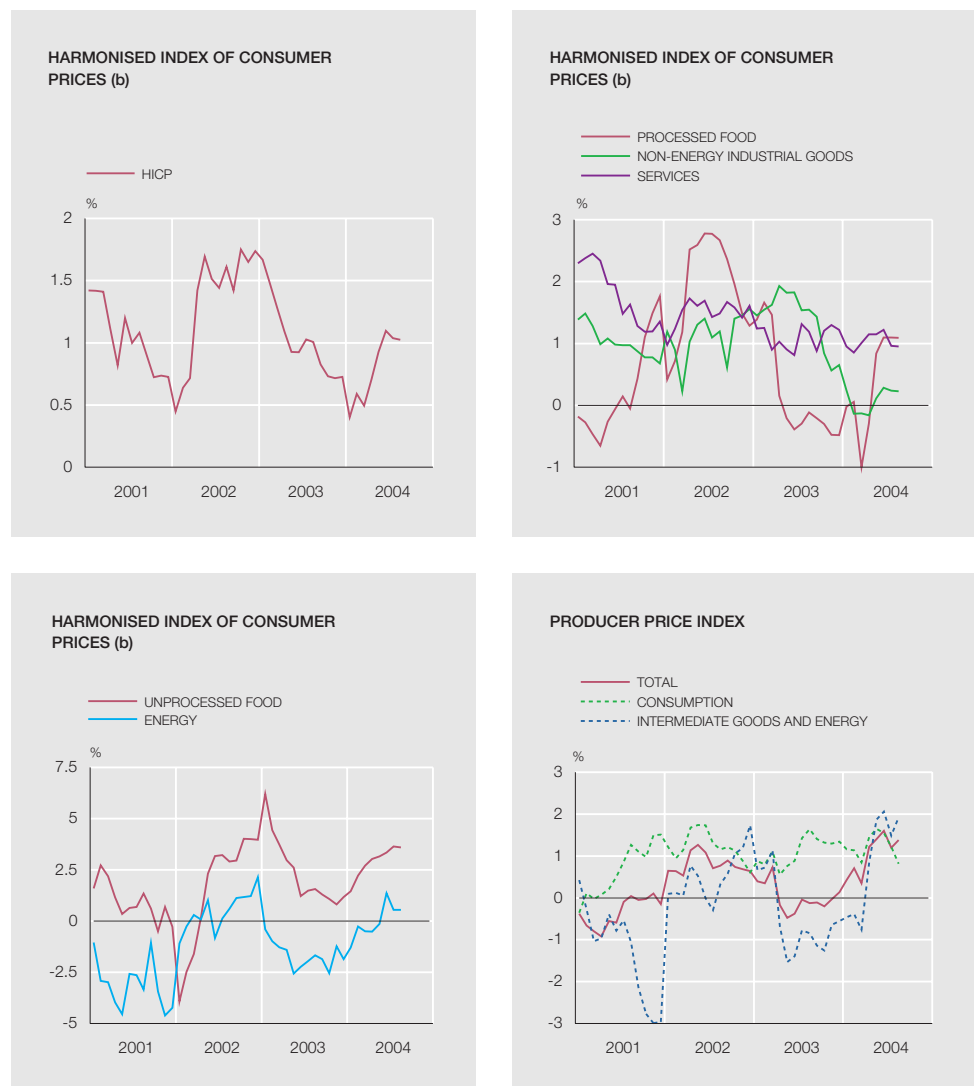 HARMONISED INDEX OF CONSUMER
PRICES (b)
HICP
%
2
1.5
1
0.5
0
2001 2002 2003 2004
HARMONISED INDEX OF CONSUMER
PRICES (b)
PROCESSED FOOD
NON-ENERGY INDUSTRIAL GOODS
SERVICES
%
3
2
1
0
-1
2001 2002 2003 2004
HARMONISED INDEX OF CONSUMER
PRICES (b)
UNPROCESSED FOOD
ENERGY
%
7.5
5
2.5
0
-2.5
-5
2001 2002 2003 2004
PRODUCER PRICE INDEX
TOTAL
CONSUMPTION
INTERMEDIATE GOODS AND ENERGY
%
3
2
1
0
-1
-2
-3
2001 2002 2003 2004